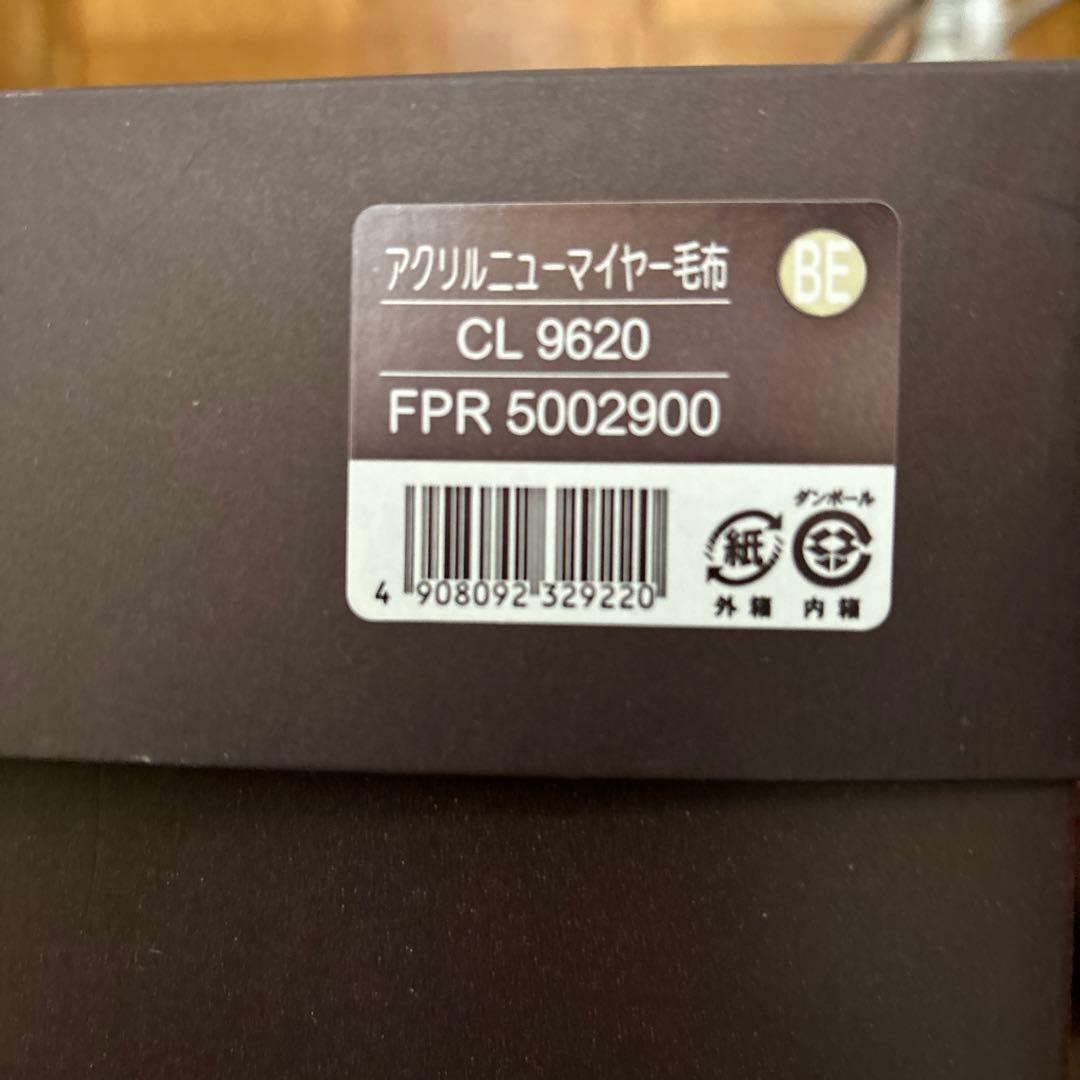 アクリルニューマイヤー毛布
BE
CL 9620
FPR 5002900
4 908092 329220
紙
外箱
ダンボール
内箱